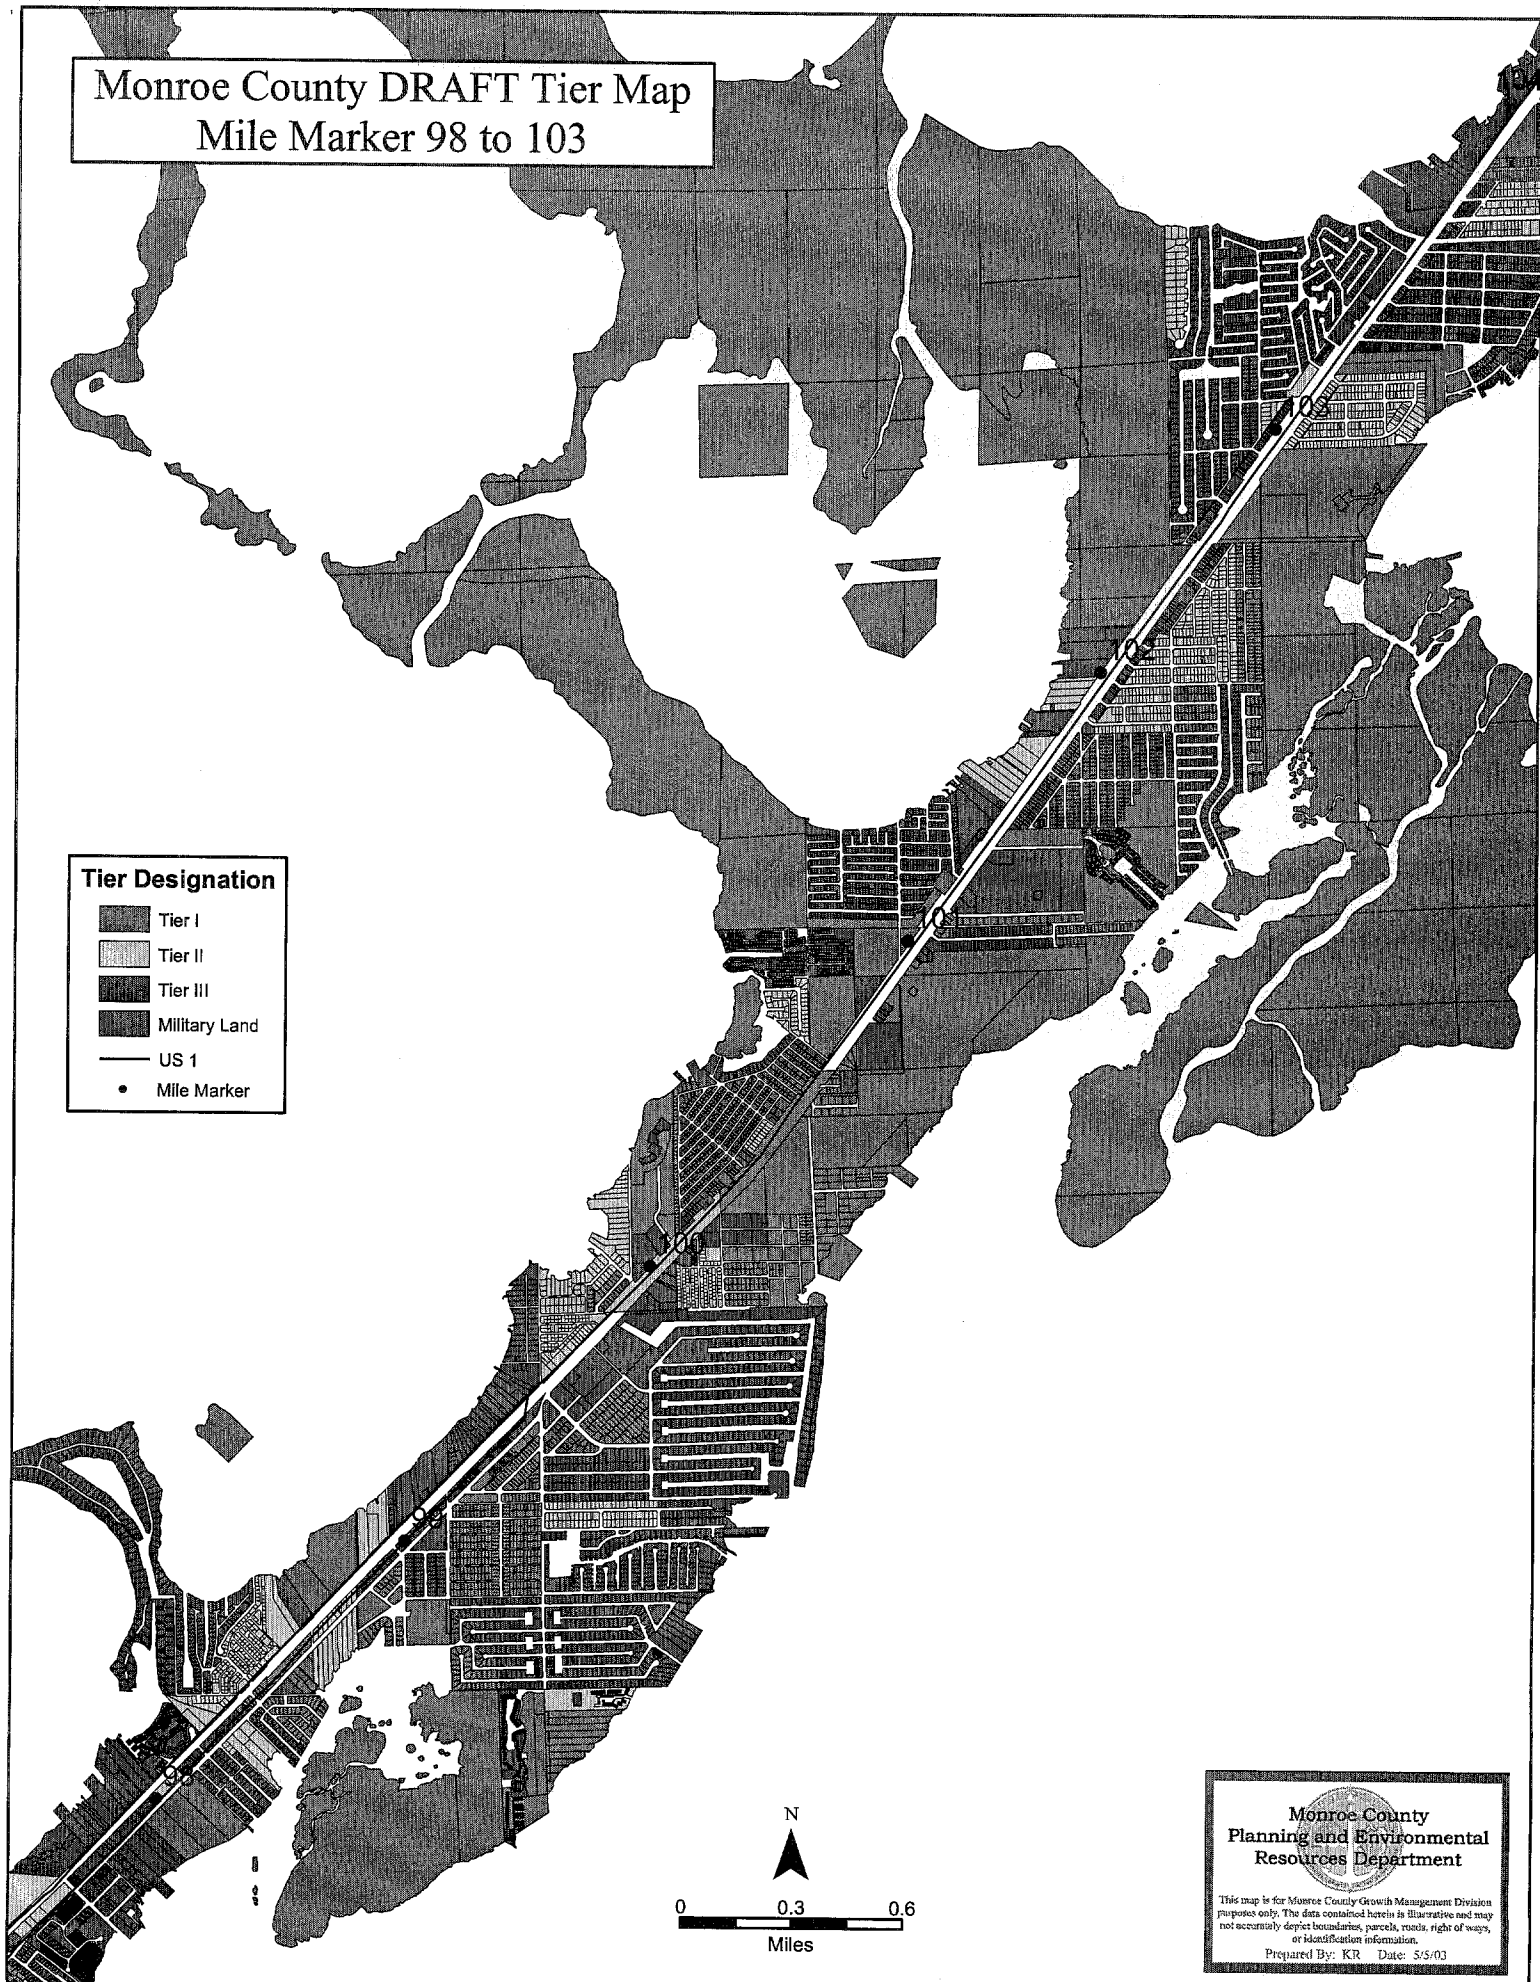 Monroe County DRAFT Tier Map
Mile Marker 98 to 103
104
103
102
101
100
99
98
Tier Designation
Tier I
Tier II
Tier III
Military Land
US 1
Mile Marker
N
0 0.3 0.6
Miles
Monroe County
Planning and Environmental
Resources Department
This map is for Monroe County Growth Management Division
purposes only. The data contained herein is illustrative and may
not accurately depict boundaries, parcels, roads, right of ways,
or identification information.
Prepared By: KR Date: 5/5/03